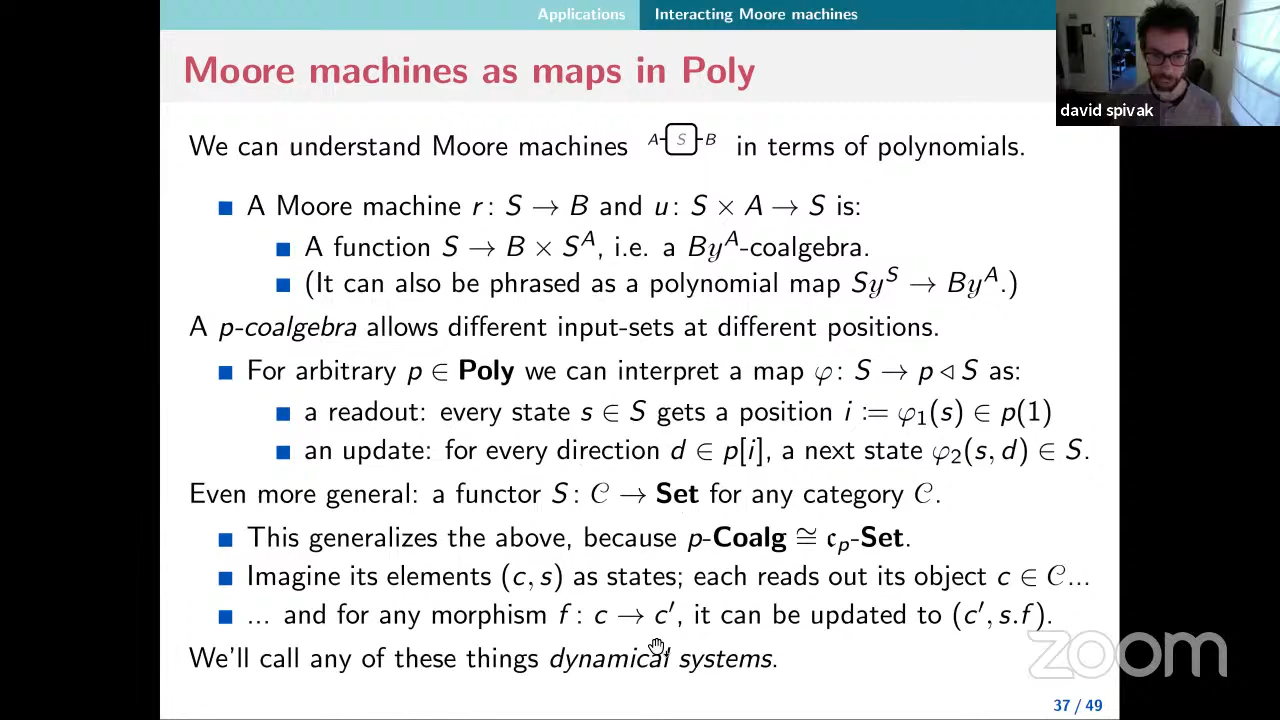 Applications Interacting Moore machines
Moore machines as maps in Poly
david spivak
We can understand Moore machines A S B in terms of polynomials.
A Moore machine r: S → B and u: S × A → S is:
A function S → B × Sᴬ, i.e. a Byᴬ-coalgebra.
(It can also be phrased as a polynomial map Syˢ → Byᴬ.)
A p-coalgebra allows different input-sets at different positions.
For arbitrary p ∈ Poly we can interpret a map φ: S → p ◁ S as:
a readout: every state s ∈ S gets a position i := φ₁(s) ∈ p(1)
an update: for every direction d ∈ p[i], a next state φ₂(s, d) ∈ S.
Even more general: a functor S: 𝒞 → Set for any category 𝒞.
This generalizes the above, because p-Coalg ≅ 𝔠ₚ-Set.
Imagine its elements (c, s) as states; each reads out its object c ∈ 𝒞...
... and for any morphism f: c → c′, it can be updated to (c′, s.f).
We'll call any of these things dynamical systems.
zoom
37 / 49